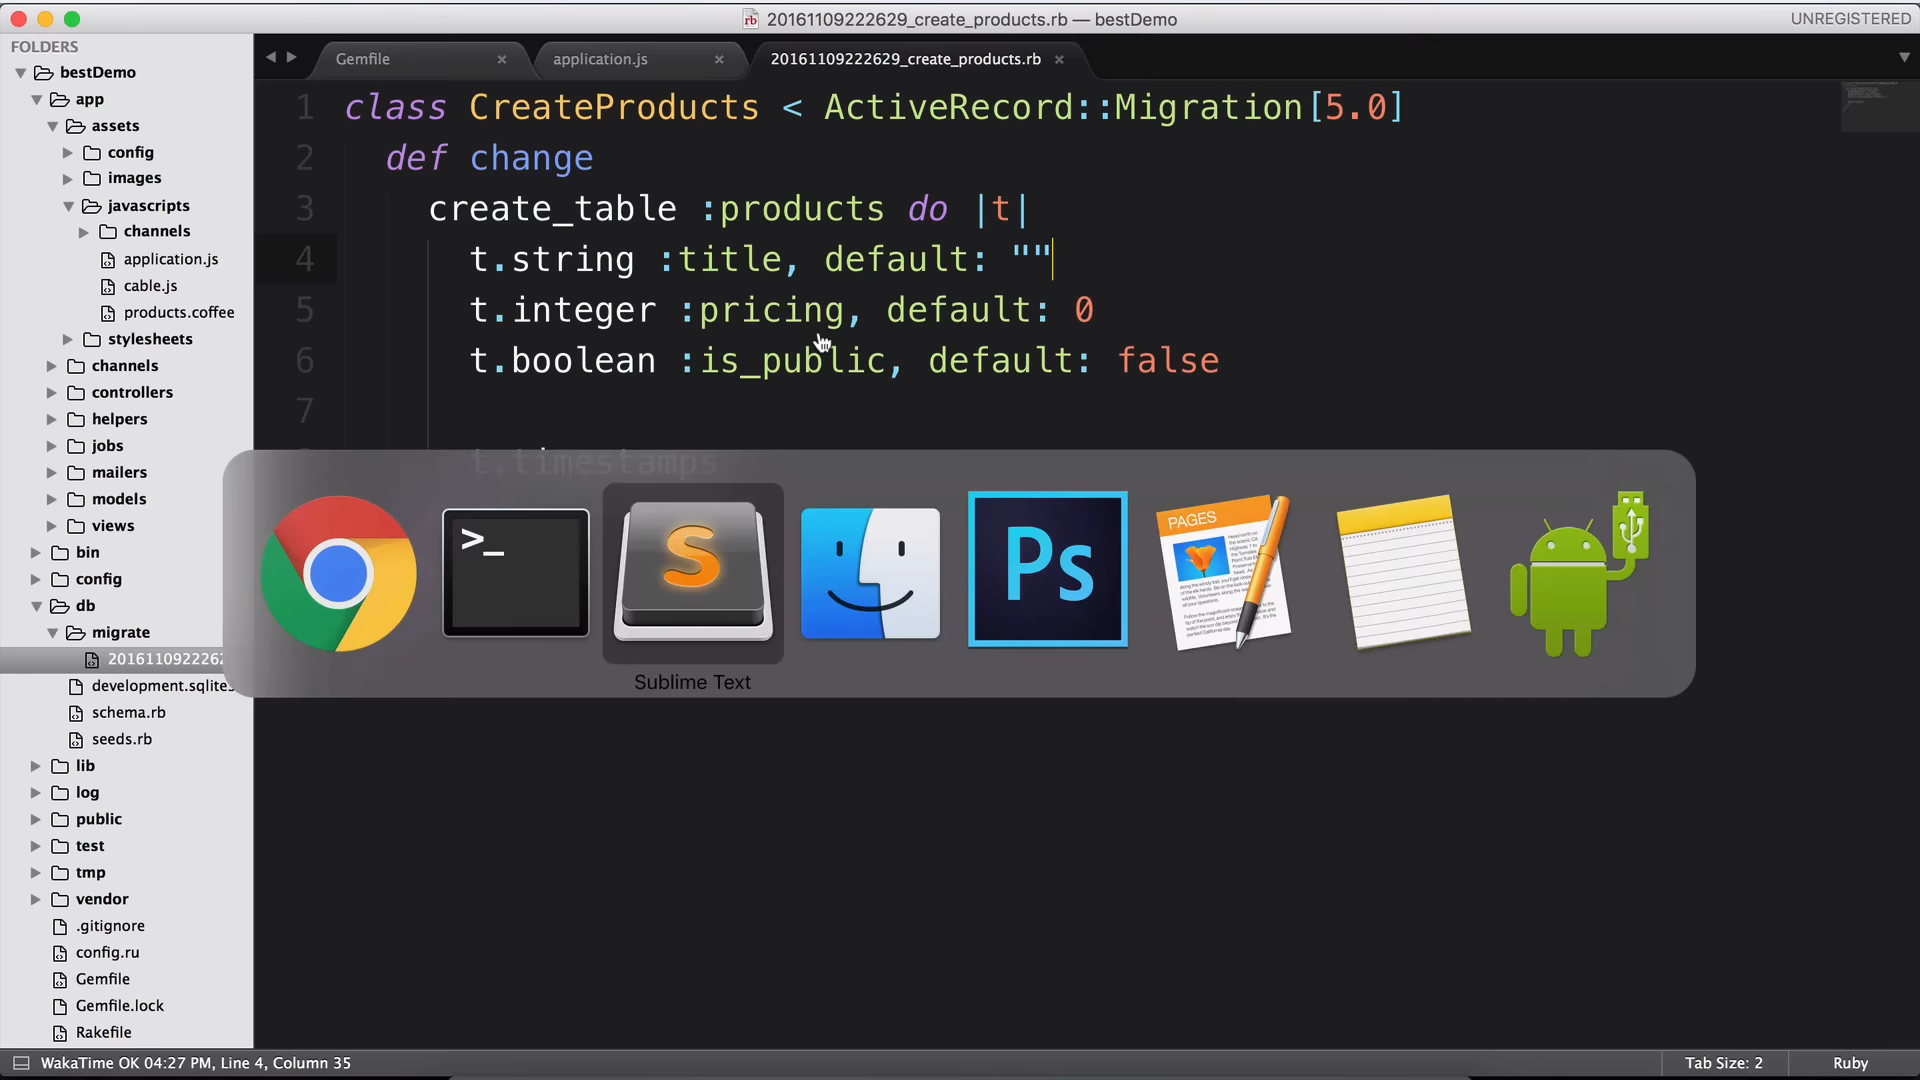 20161109222629_create_products.rb — bestDemo
UNREGISTERED
FOLDERS
bestDemo
app
assets
config
images
javascripts
channels
application.js
cable.js
products.coffee
stylesheets
channels
controllers
helpers
jobs
mailers
models
views
bin
config
db
migrate
2016110922262
development.sqlite3
schema.rb
seeds.rb
lib
log
public
test
tmp
vendor
.gitignore
config.ru
Gemfile
Gemfile.lock
Rakefile
Gemfile
application.js
20161109222629_create_products.rb
1 class CreateProducts < ActiveRecord::Migration[5.0]
2 def change
3 create_table :products do |t|
4 t.string :title, default: ""
5 t.integer :pricing, default: 0
6 t.boolean :is_public, default: false
7
t.timestamps
>_
S
Ps
PAGES
Sublime Text
WakaTime OK 04:27 PM, Line 4, Column 35
Tab Size: 2
Ruby